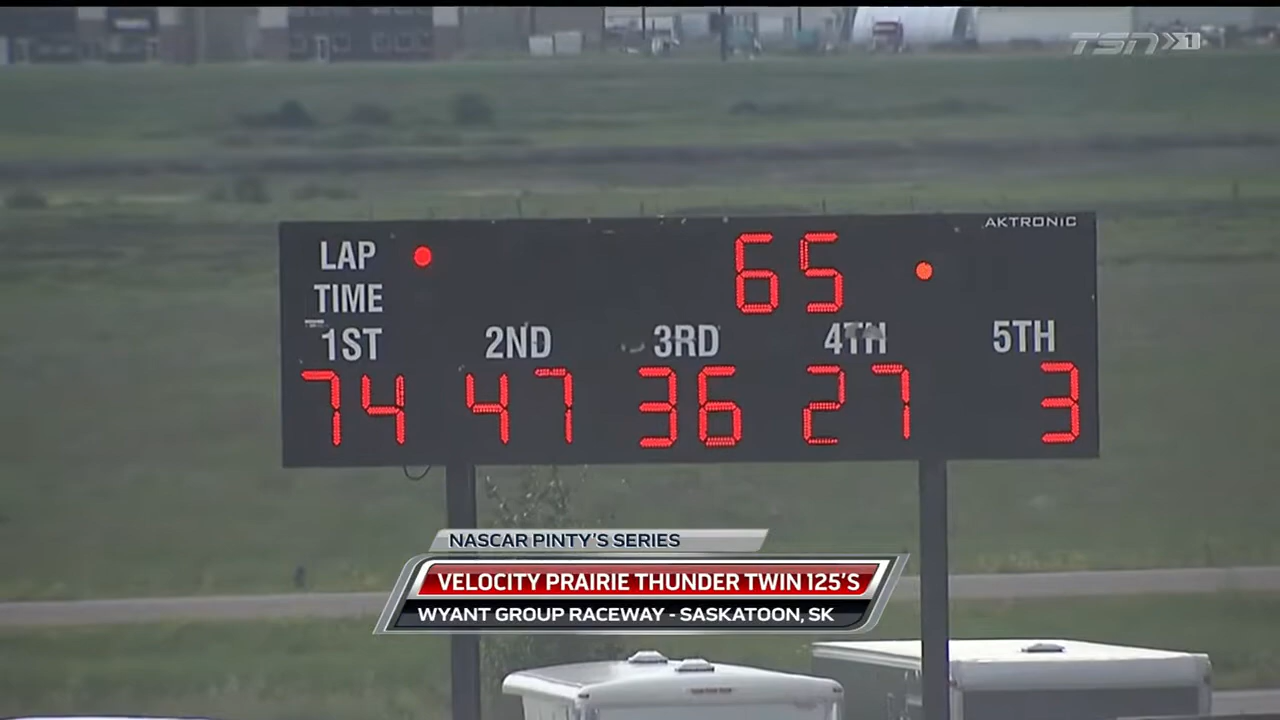 TSN 1
AKTRONIC
LAP 65
TIME
1ST 2ND 3RD 4TH 5TH
74 47 36 27 3
NASCAR PINTY'S SERIES
VELOCITY PRAIRIE THUNDER TWIN 125'S
WYANT GROUP RACEWAY - SASKATOON, SK